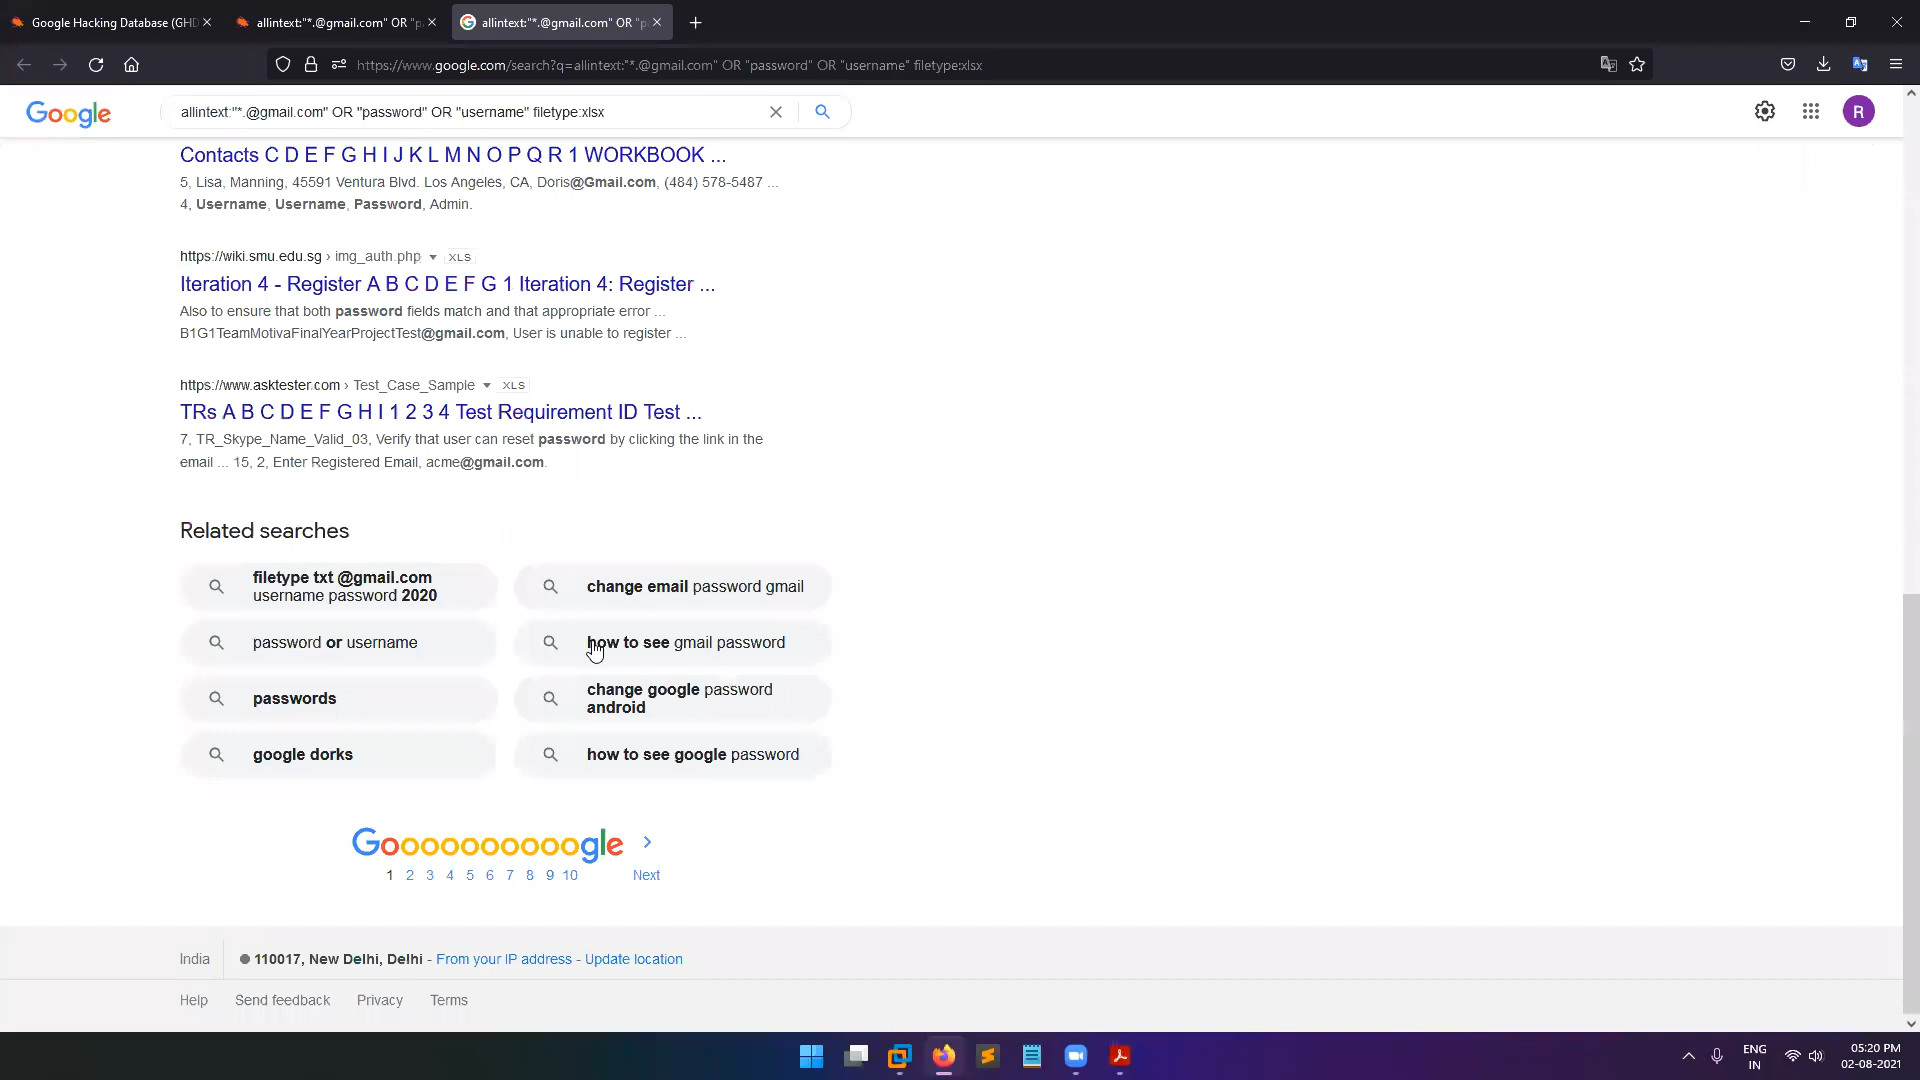 Google Hacking Database (GHD
allintext:"*.@gmail.com" OR "p
allintext:"*.@gmail.com" OR "p
https://www.google.com/search?q=allintext:"*.@gmail.com" OR "password" OR "username" filetype:xlsx
Google
allintext:"*.@gmail.com" OR "password" OR "username" filetype:xlsx
R
Contacts C D E F G H I J K L M N O P Q R 1 WORKBOOK ...
5, Lisa, Manning, 45591 Ventura Blvd. Los Angeles, CA, Doris@Gmail.com, (484) 578-5487 ...
4, Username, Username, Password, Admin.
https://wiki.smu.edu.sg › img_auth.php XLS
Iteration 4 - Register A B C D E F G 1 Iteration 4: Register ...
Also to ensure that both password fields match and that appropriate error ...
B1G1TeamMotivaFinalYearProjectTest@gmail.com, User is unable to register ...
https://www.asktester.com › Test_Case_Sample XLS
TRs A B C D E F G H I 1 2 3 4 Test Requirement ID Test ...
7, TR_Skype_Name_Valid_03, Verify that user can reset password by clicking the link in the
email ... 15, 2, Enter Registered Email, acme@gmail.com.
Related searches
filetype txt @gmail.com
username password 2020
change email password gmail
password or username
how to see gmail password
passwords
change google password
android
google dorks
how to see google password
Goooooooooogle
1 2 3 4 5 6 7 8 9 10 Next
India 110017, New Delhi, Delhi - From your IP address - Update location
Help Send feedback Privacy Terms
ENG
IN
05:20 PM
02-08-2021